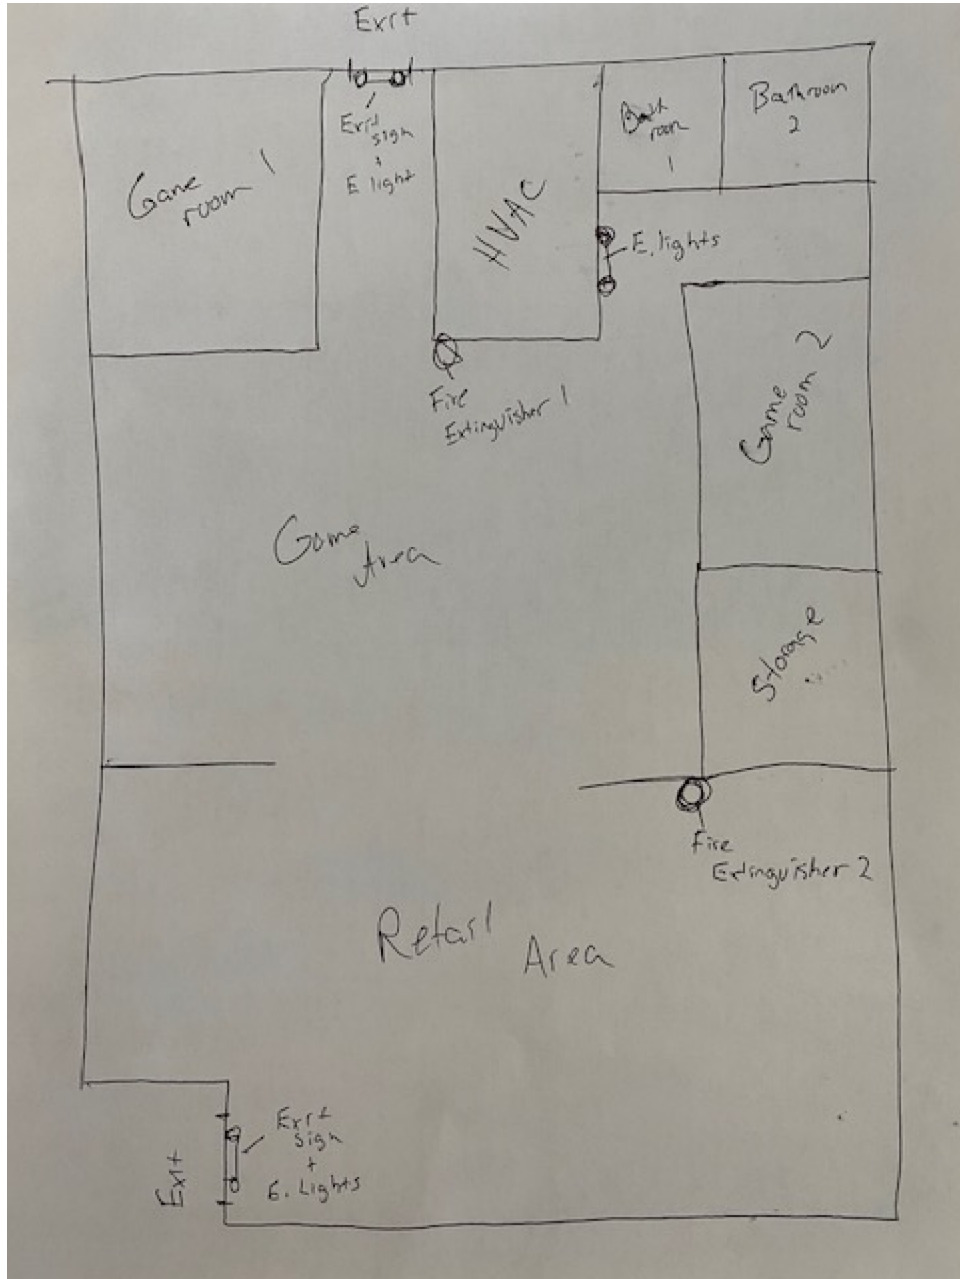 Exit
Exit
sign
+
E light
Game
room 1
HVAC
Bath
room
1
Bathroom
2
E. lights
Fire
Extinguisher 1
Game
room 2
Game
Area
Storage
Fire
Extinguisher 2
Retail
Area
Exit
Exit
sign
+
E. Lights